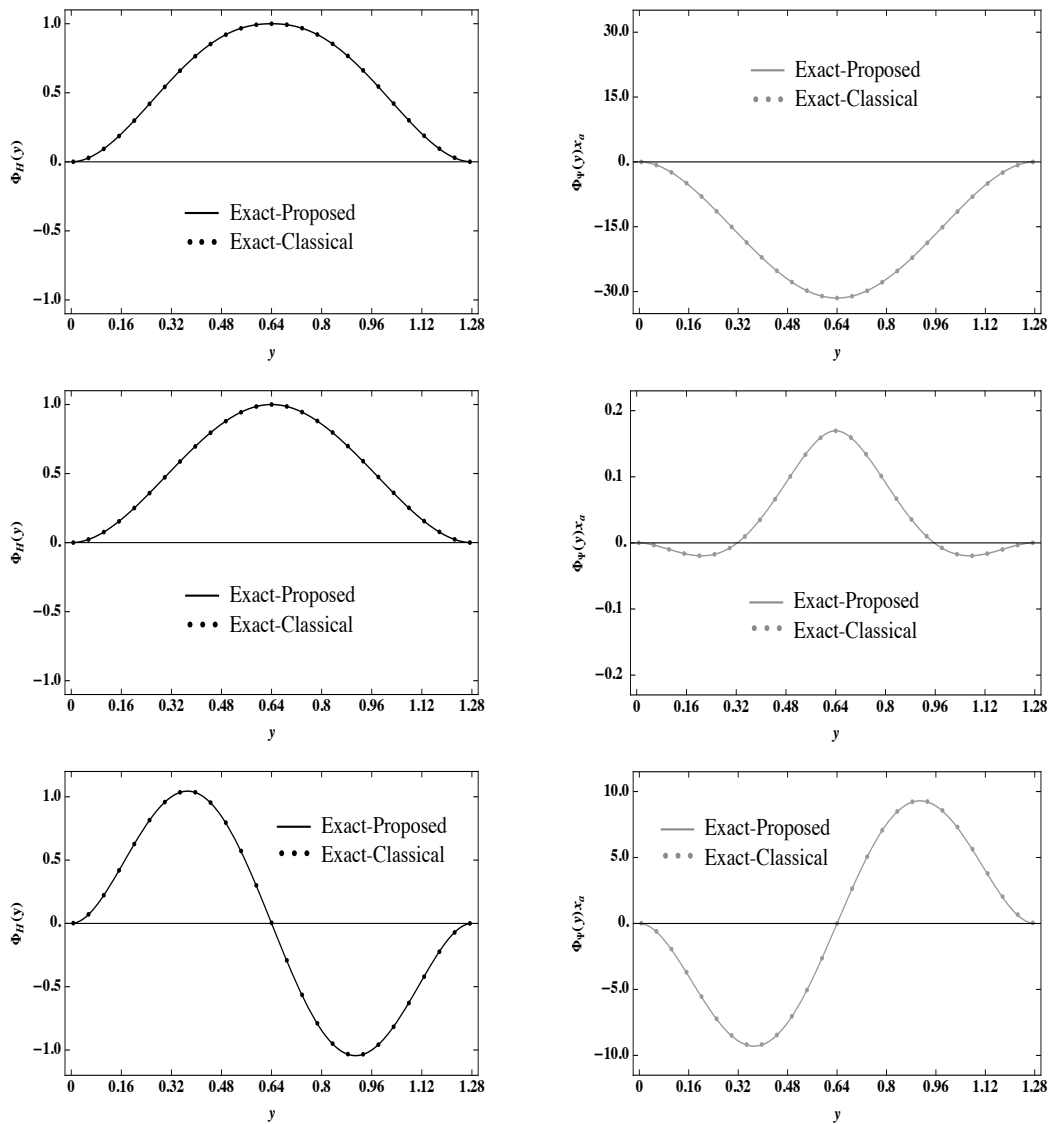 1.0
0.5
0.
−0.5
−1.0
Φ_H(y)
Exact-Proposed
Exact-Classical
0 0.16 0.32 0.48 0.64 0.8 0.96 1.12 1.28
y
30.0
15.0
0.
−15.0
−30.0
Φ_Ψ(y)x_a
Exact-Proposed
Exact-Classical
0 0.16 0.32 0.48 0.64 0.8 0.96 1.12 1.28
y
1.0
0.5
0.
−0.5
−1.0
Φ_H(y)
Exact-Proposed
Exact-Classical
0 0.16 0.32 0.48 0.64 0.8 0.96 1.12 1.28
y
0.2
0.1
0.
−0.1
−0.2
Φ_Ψ(y)x_a
Exact-Proposed
Exact-Classical
0 0.16 0.32 0.48 0.64 0.8 0.96 1.12 1.28
y
1.0
0.5
0.
−0.5
−1.0
Φ_H(y)
Exact-Proposed
Exact-Classical
0 0.16 0.32 0.48 0.64 0.8 0.96 1.12 1.28
y
10.0
5.0
0.
−5.0
−10.0
Φ_Ψ(y)x_a
Exact-Proposed
Exact-Classical
0 0.16 0.32 0.48 0.64 0.8 0.96 1.12 1.28
y